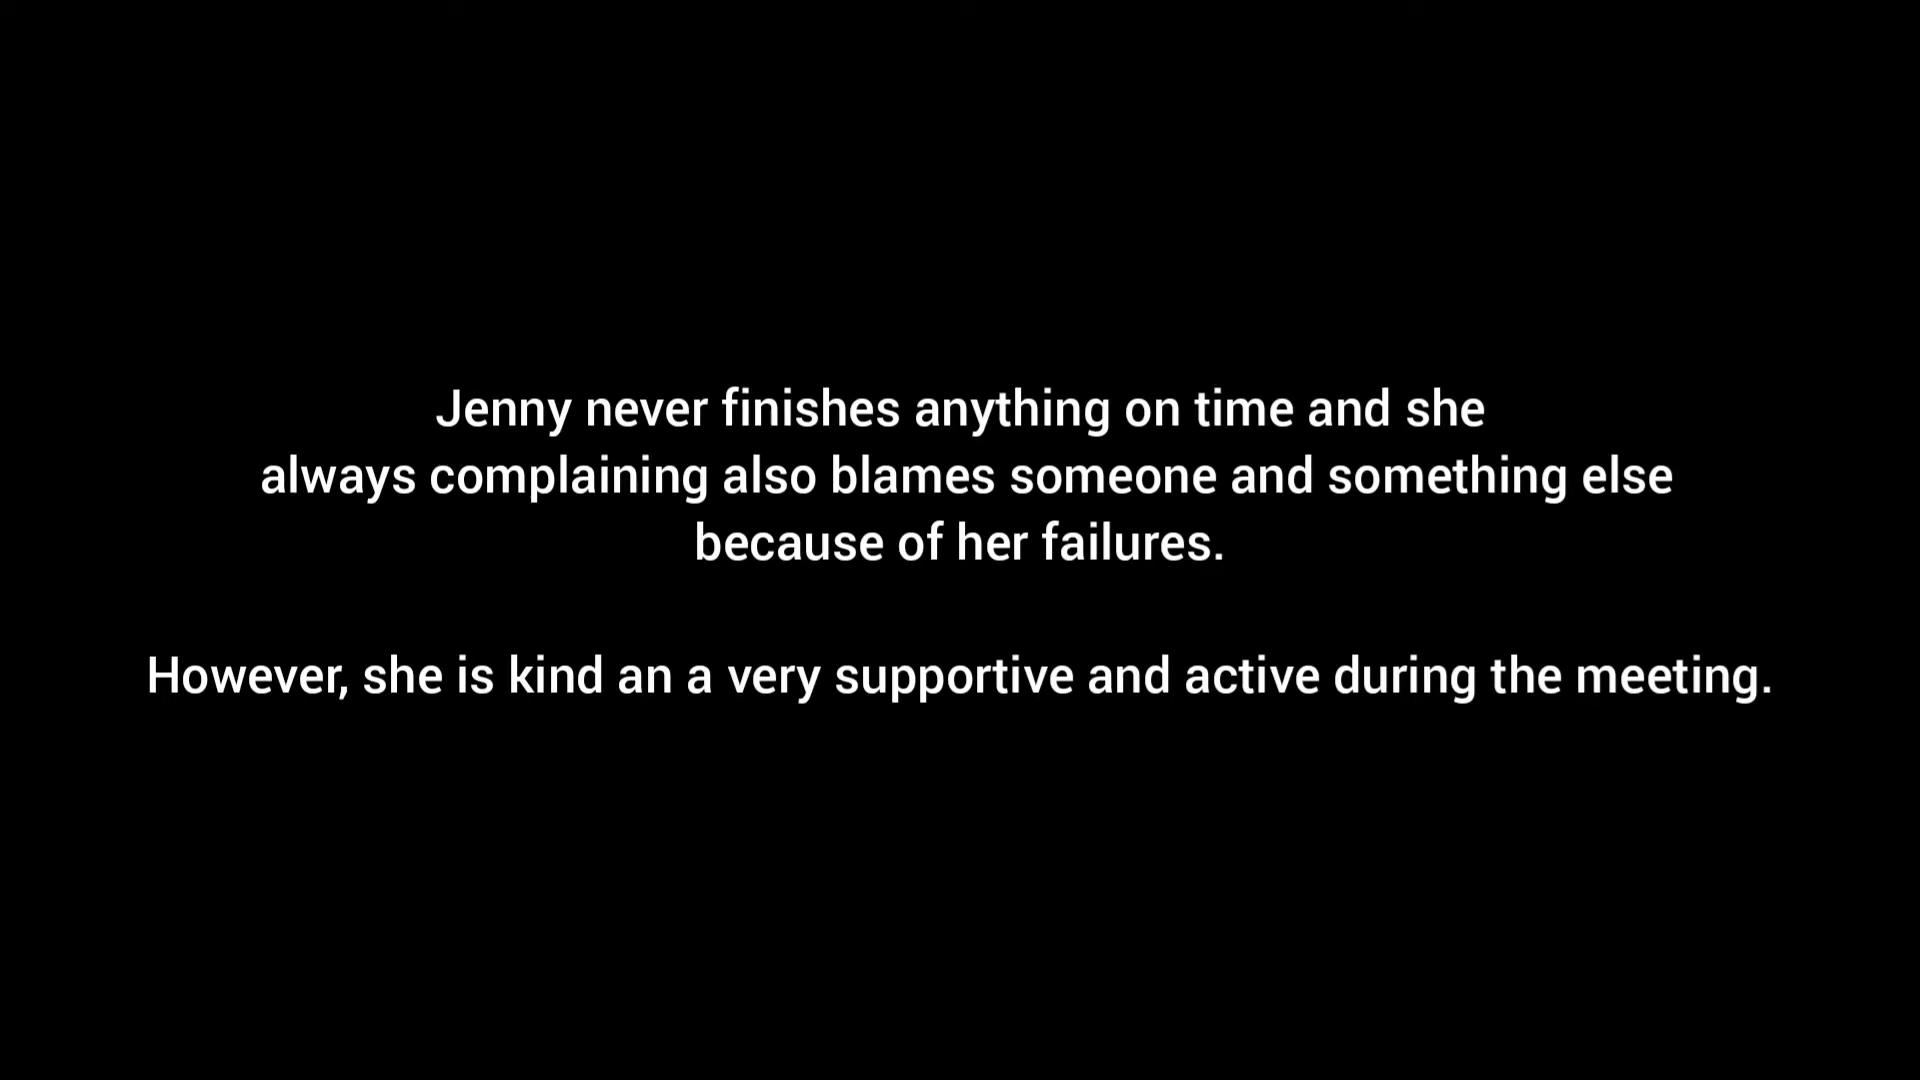 Jenny never finishes anything on time and she
always complaining also blames someone and something else
because of her failures.
However, she is kind an a very supportive and active during the meeting.